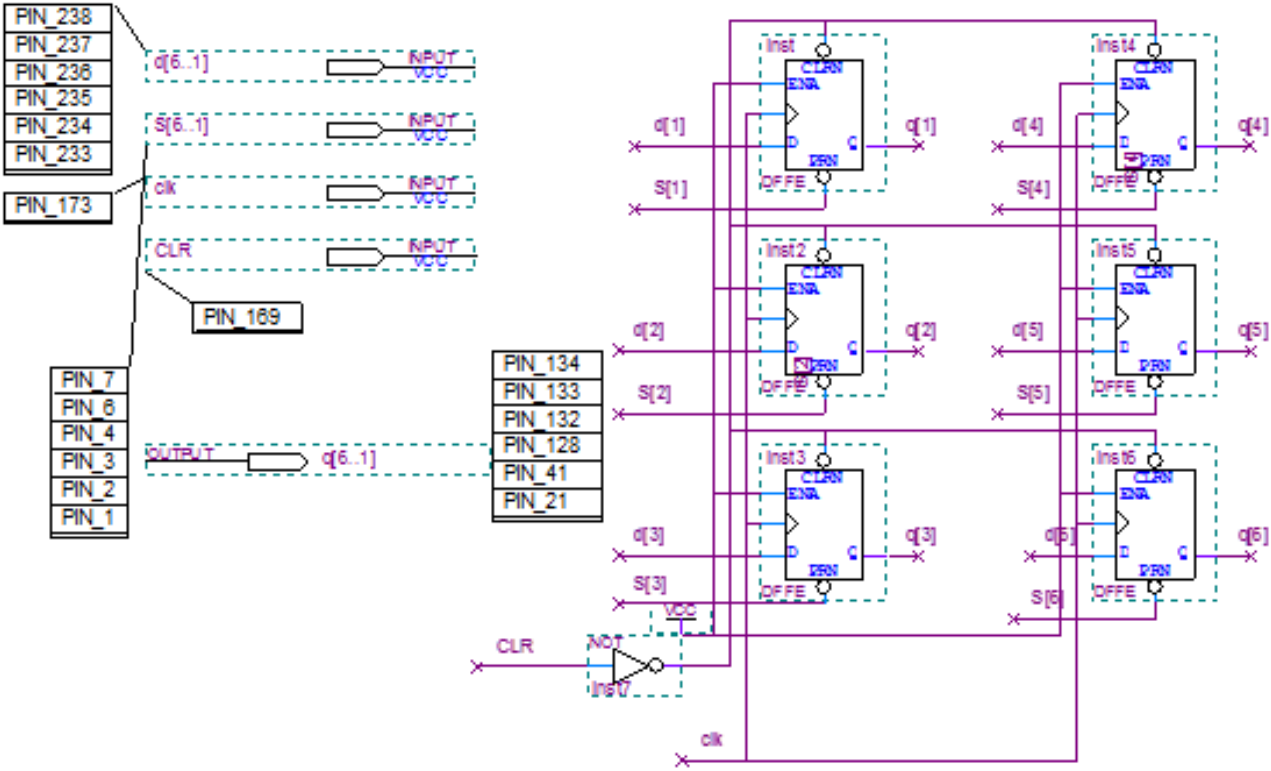 PIN_238
PIN_237
PIN_236
PIN_235
PIN_234
PIN_233
PIN_173
d[6..1]
INPUT
VCC
S[6..1]
INPUT
VCC
clk
INPUT
VCC
CLR
INPUT
VCC
PIN_169
PIN_7
PIN_6
PIN_4
PIN_3
PIN_2
PIN_1
OUTPUT
q[6..1]
PIN_134
PIN_133
PIN_132
PIN_128
PIN_41
PIN_21
Inst
CLRN
ENA
d[1]
D
Q
q[1]
PRN
DFFE
S[1]
Inst4
CLRN
ENA
d[4]
D
Q
q[4]
PRN
DFFE
S[4]
Inst2
CLRN
ENA
d[2]
D
Q
q[2]
PRN
DFFE
S[2]
Inst5
CLRN
ENA
d[5]
D
Q
q[5]
PRN
DFFE
S[5]
Inst3
CLRN
ENA
d[3]
D
Q
q[3]
PRN
DFFE
S[3]
Inst6
CLRN
ENA
D
Q
q[6]
PRN
DFFE
S[6]
VCC
CLR
NOT
Inst7
clk